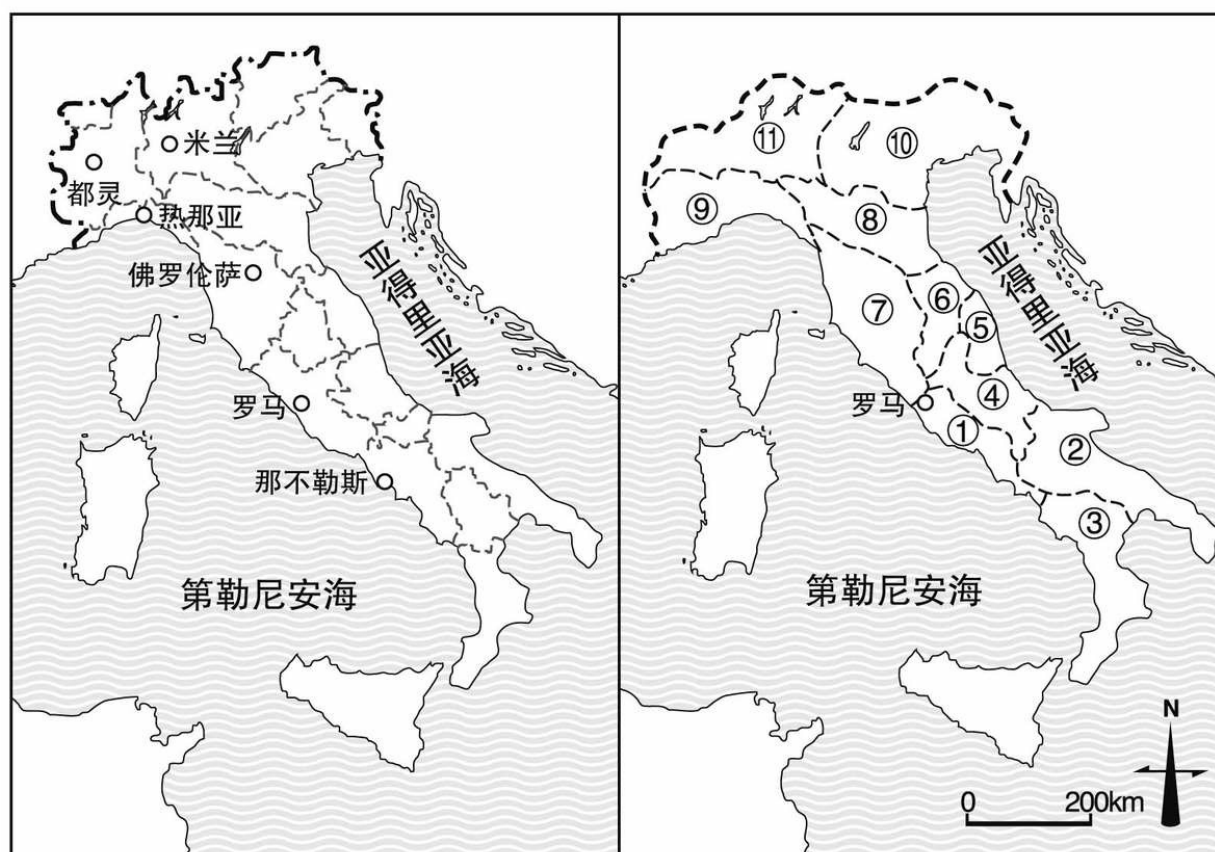 米兰
都灵
热那亚
佛罗伦萨
亚得里亚海
罗马
那不勒斯
第勒尼安海
⑪
⑩
⑨
⑧
⑥
亚得里亚海
⑦
⑤
④
罗马
①
②
③
第勒尼安海
N
0
200km